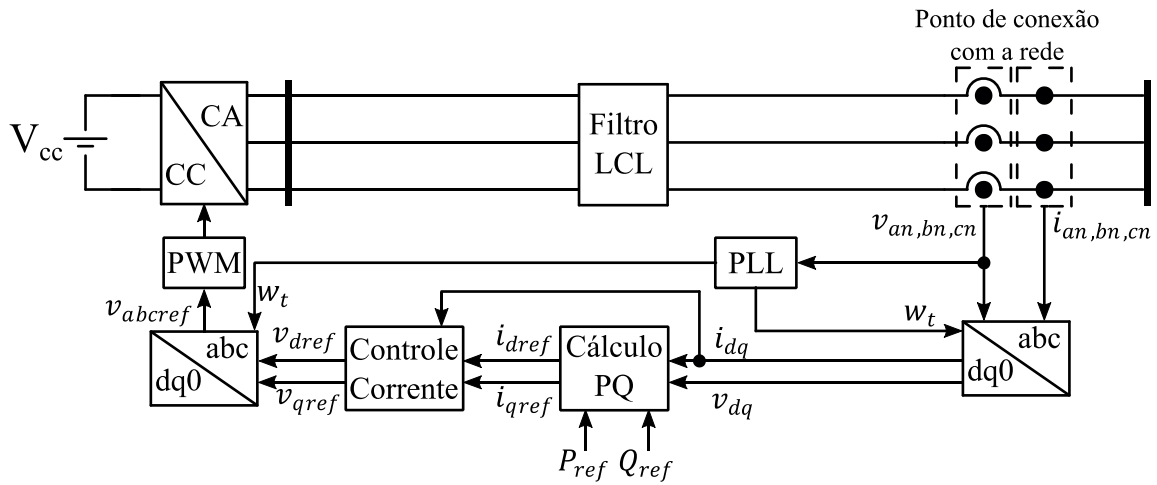 Ponto de conexão
com a rede
V_cc
CA
CC
Filtro
LCL
v_an,bn,cn
i_an,bn,cn
PWM
PLL
v_abcref
w_t
w_t
abc
dq0
v_dref
v_qref
Controle
Corrente
i_dref
i_qref
Cálculo
PQ
i_dq
v_dq
abc
dq0
P_ref
Q_ref